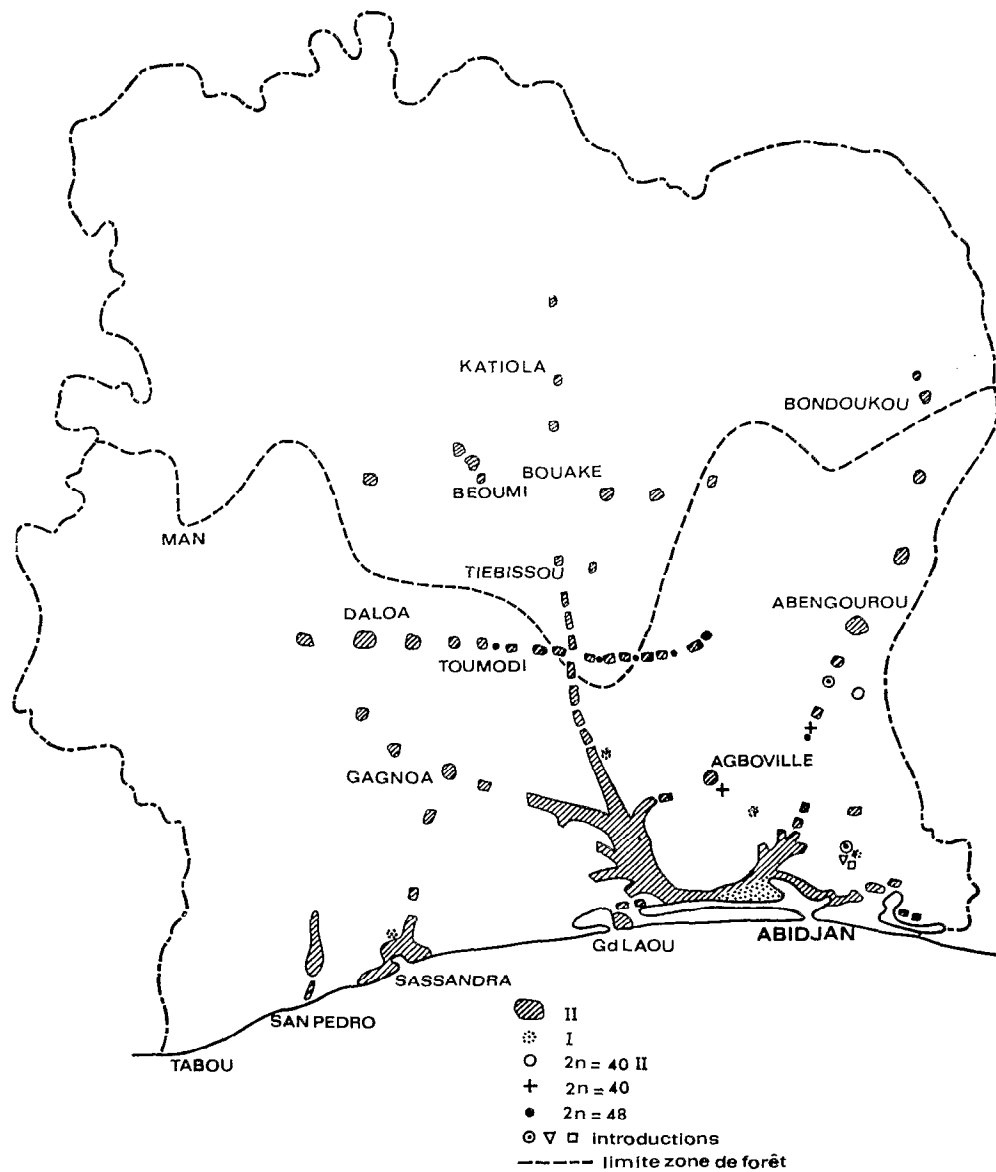 KATIOLA
BONDOUKOU
BOUAKE
BEOUMI
MAN
TIEBISSOU
ABENGOUROU
DALOA
TOUMODI
AGBOVILLE
GAGNOA
Gd LAOU
ABIDJAN
SASSANDRA
SAN PEDRO
TABOU
II
I
2n = 40 II
2n = 40
2n = 48
introductions
limite zone de forêt